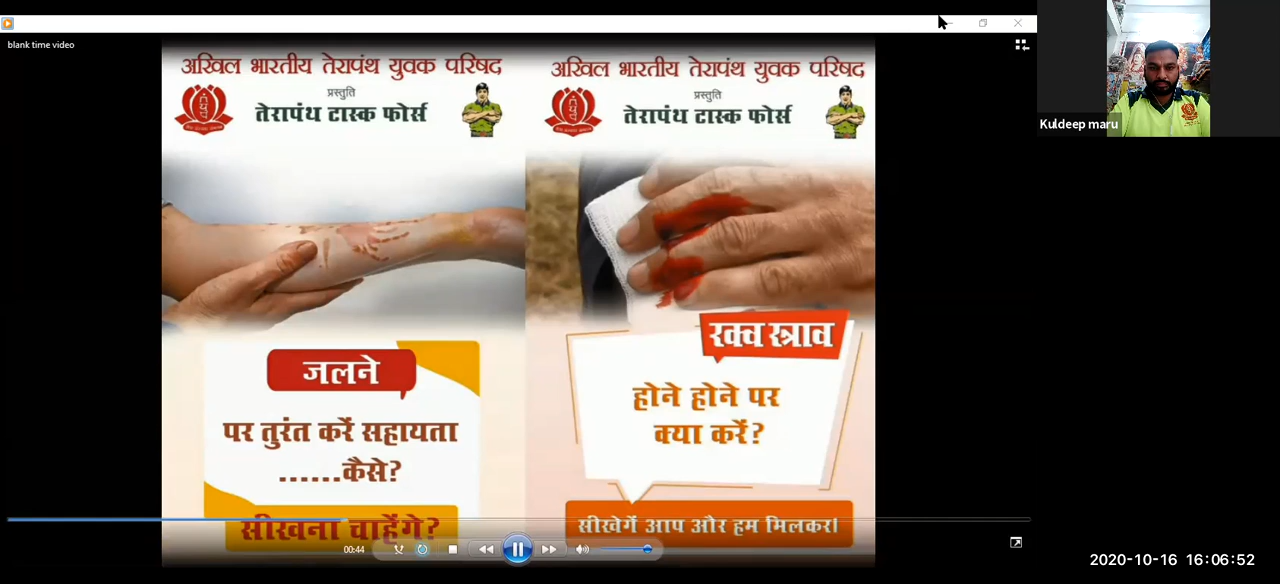 blank time video
अखिल भारतीय तेरापंथ युवक परिषद
प्रस्तुति
तेरापंथ टास्क फोर्स
जलने
पर तुरंत करें सहायता
......कैसे?
सीखना चाहेंगे?
अखिल भारतीय तेरापंथ युवक परिषद
प्रस्तुति
तेरापंथ टास्क फोर्स
रक्व स्त्राव
होने होने पर
क्या करें?
सीखेगें आप और हम मिलकर।
00:44
Kuldeep maru
2020-10-16 16:06:52